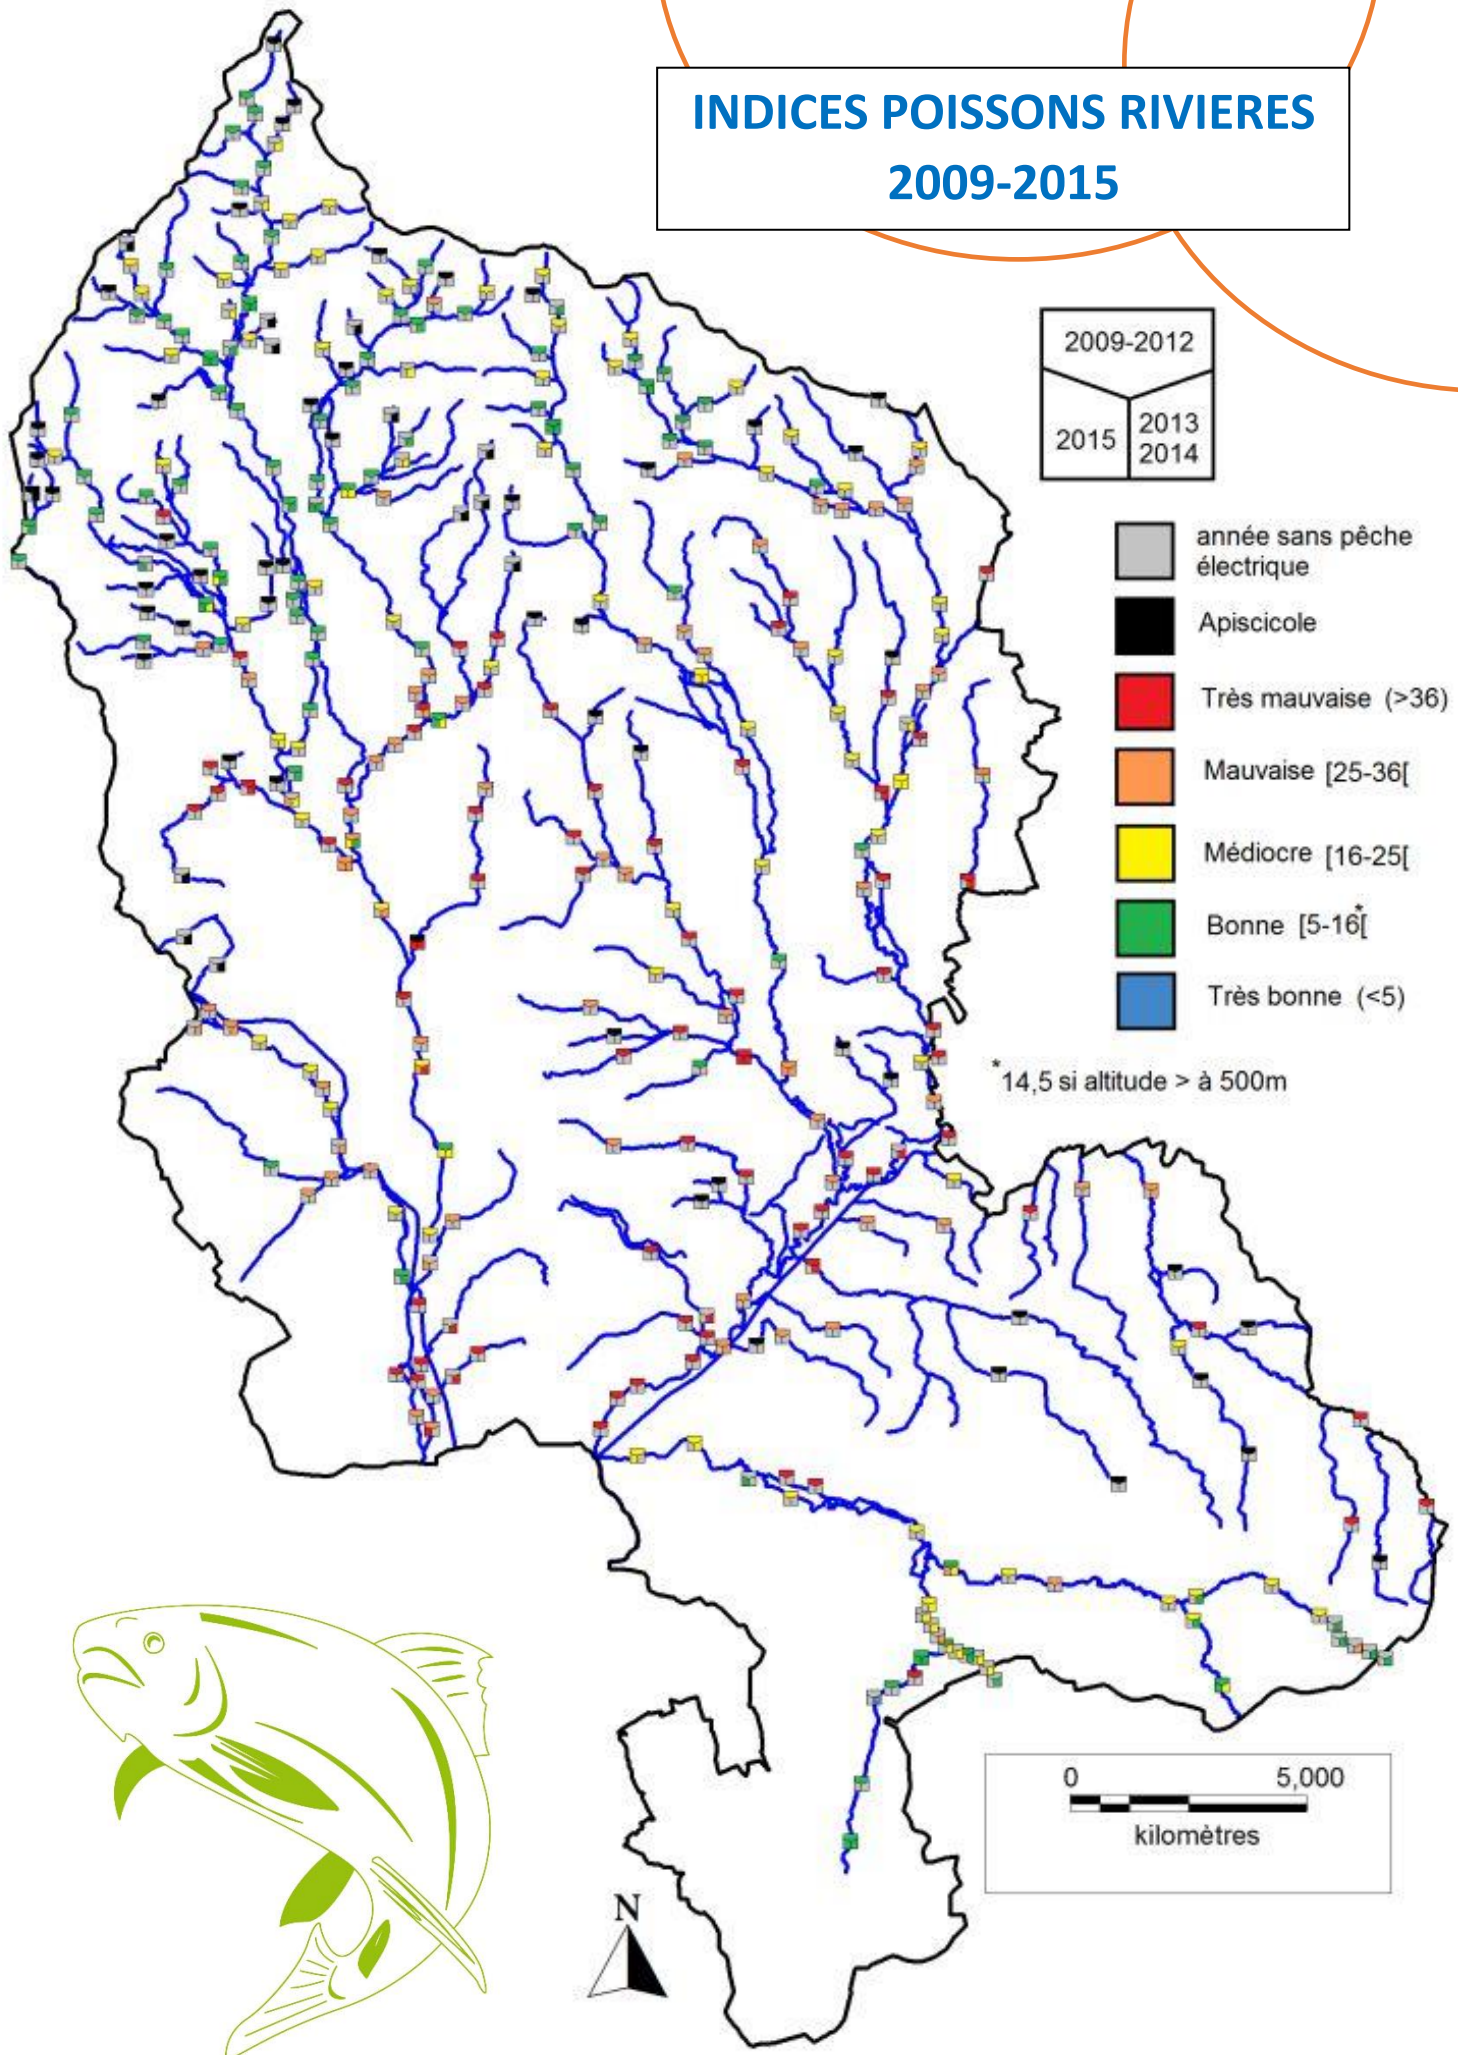 INDICES POISSONS RIVIERES
2009-2015
2009-2012
2015
2013
2014
année sans pêche
électrique
Apiscicole
Très mauvaise (>36)
Mauvaise [25-36[
Médiocre [16-25[
Bonne [5-16*[
Très bonne (<5)
*14,5 si altitude > à 500m
0 5,000
kilomètres
N